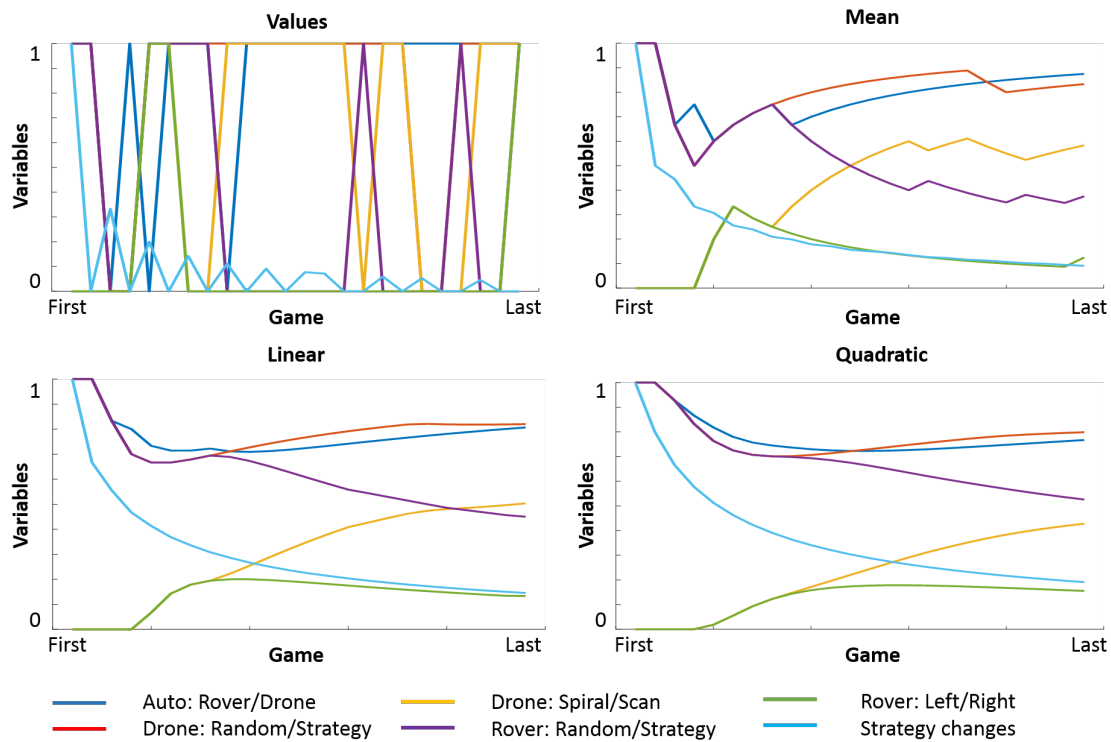 Values
1
Variables
0
First
Last
Game
Mean
1
Variables
0
First
Last
Game
Linear
1
Variables
0
First
Last
Game
Quadratic
1
Variables
0
First
Last
Game
Auto: Rover/Drone
Drone: Spiral/Scan
Rover: Left/Right
Drone: Random/Strategy
Rover: Random/Strategy
Strategy changes